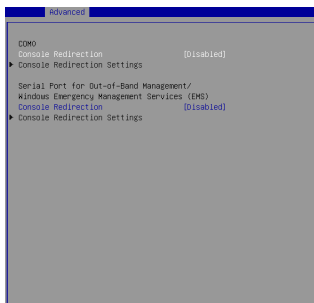 Advanced
COM0
Console Redirection [Disabled]
Console Redirection Settings
Serial Port for Out-of-Band Management/
Windows Emergency Management Services (EMS)
Console Redirection [Disabled]
Console Redirection Settings